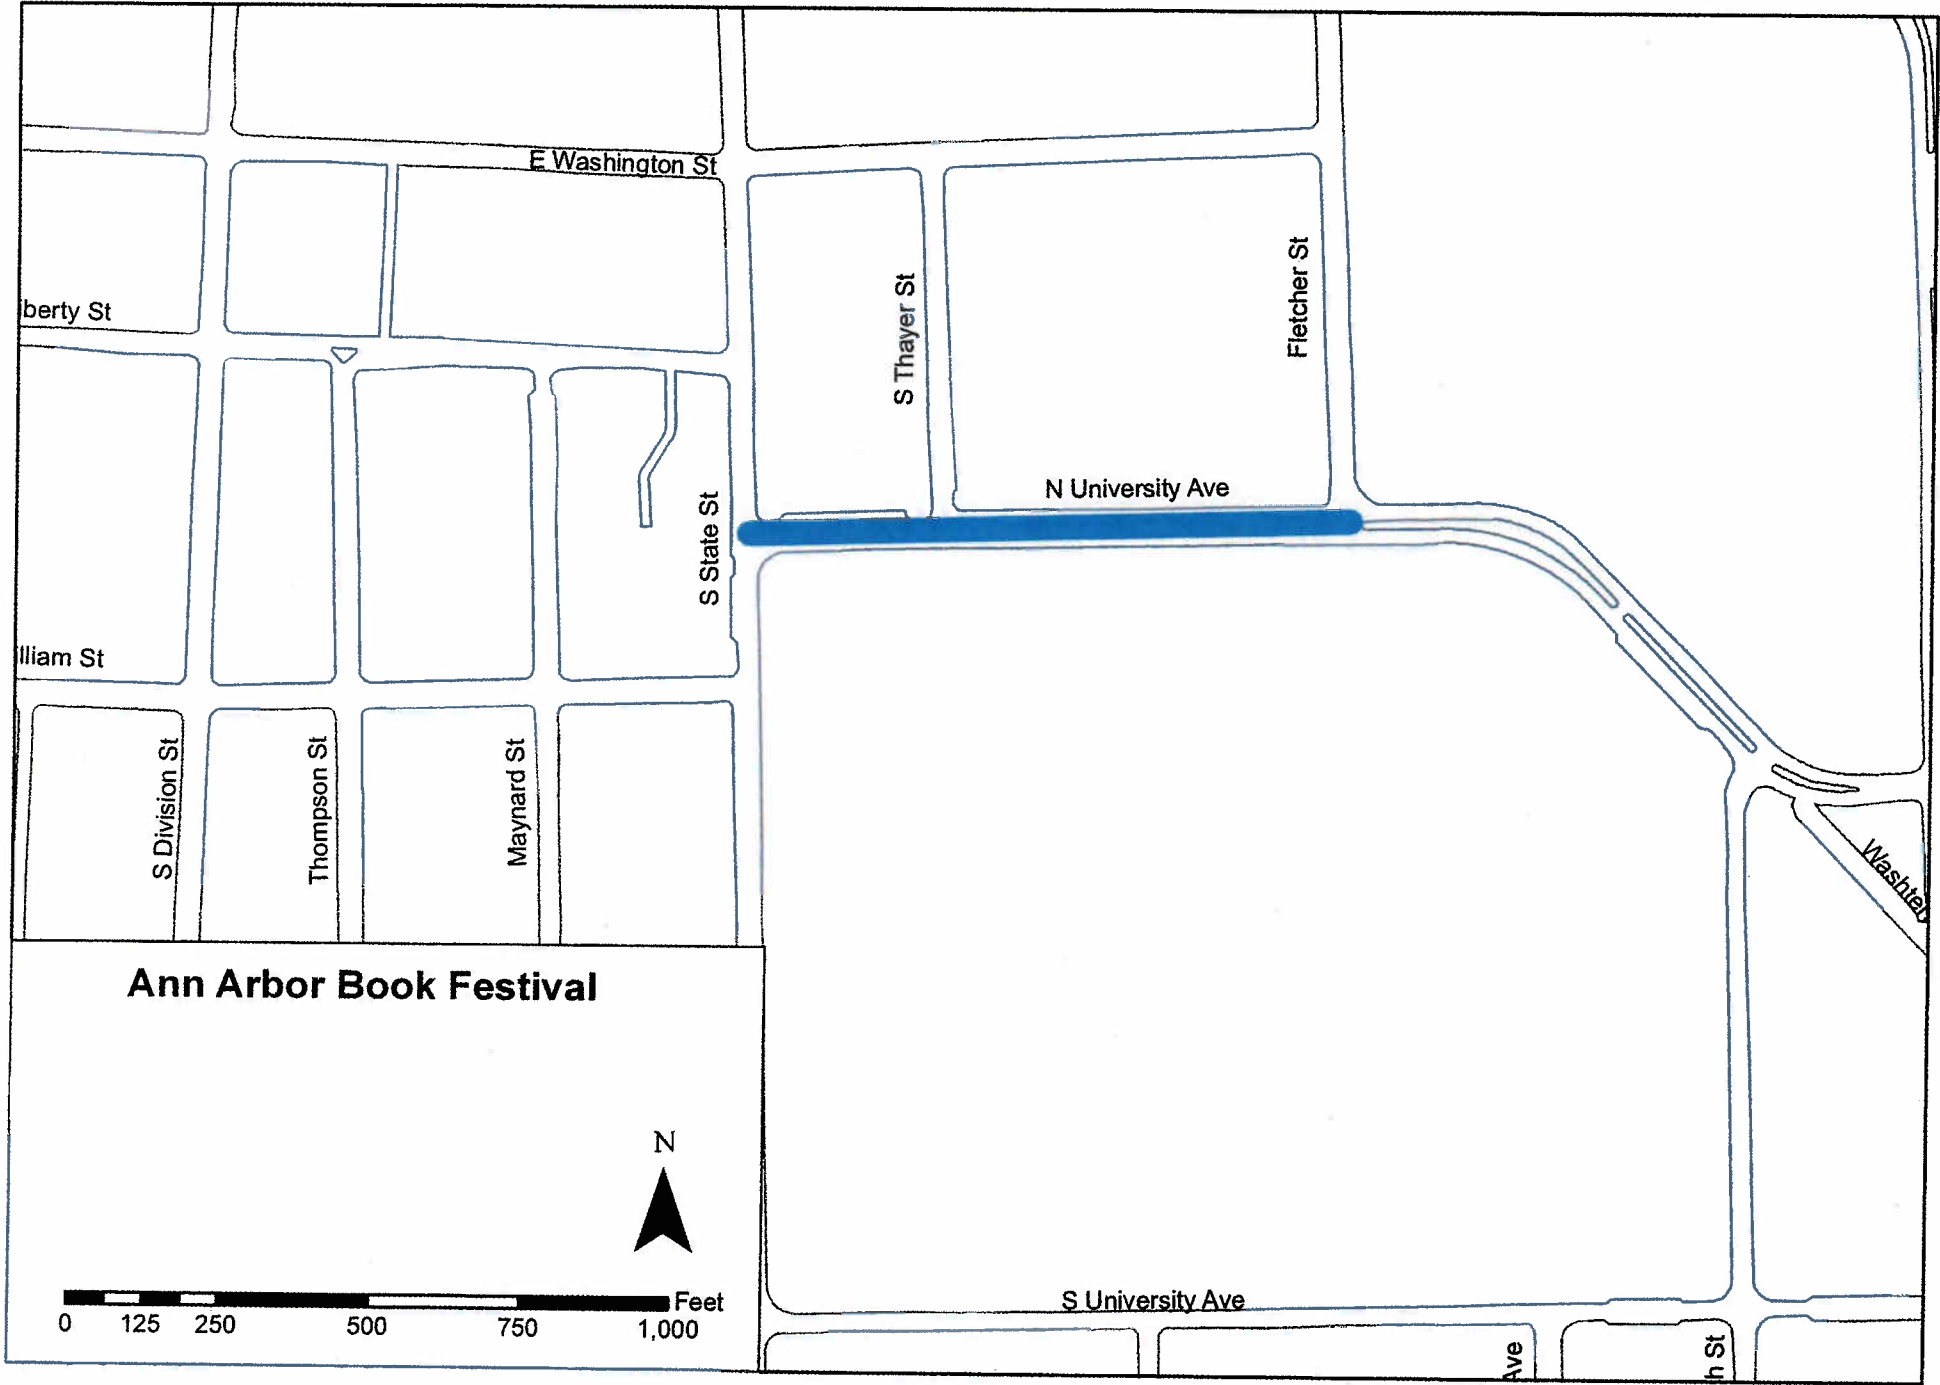 E Washington St
berty St
S Thayer St
Fletcher St
N University Ave
S State St
lliam St
S Division St
Thompson St
Maynard St
Washte
Ann Arbor Book Festival
N
Feet
0 125 250 500 750 1,000
S University Ave
Ave
h St